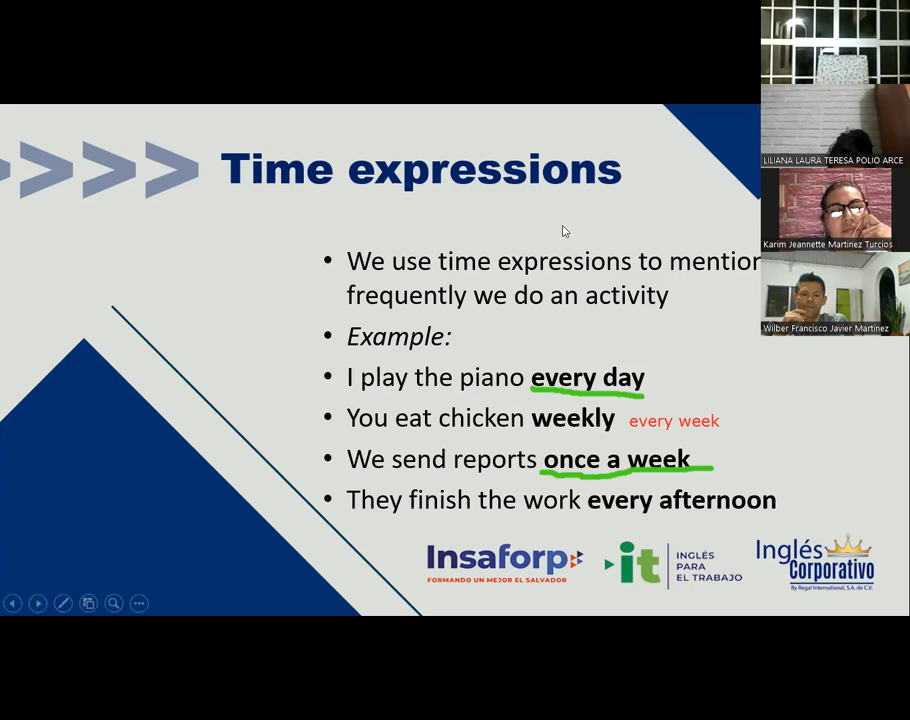 >>>> Time expressions
• We use time expressions to mention
frequently we do an activity
• Example:
• I play the piano every day
• You eat chicken weekly every week
• We send reports once a week
• They finish the work every afternoon
Insaforp
FORMANDO UN MEJOR EL SALVADOR
it
INGLÉS
PARA
EL TRABAJO
Inglés
Corporativo
By Regal International, S.A. de C.V.
LILIANA LAURA TERESA POLIO ARCE
Karim Jeannette Martinez Turcios
Wilber Francisco Javier Martínez